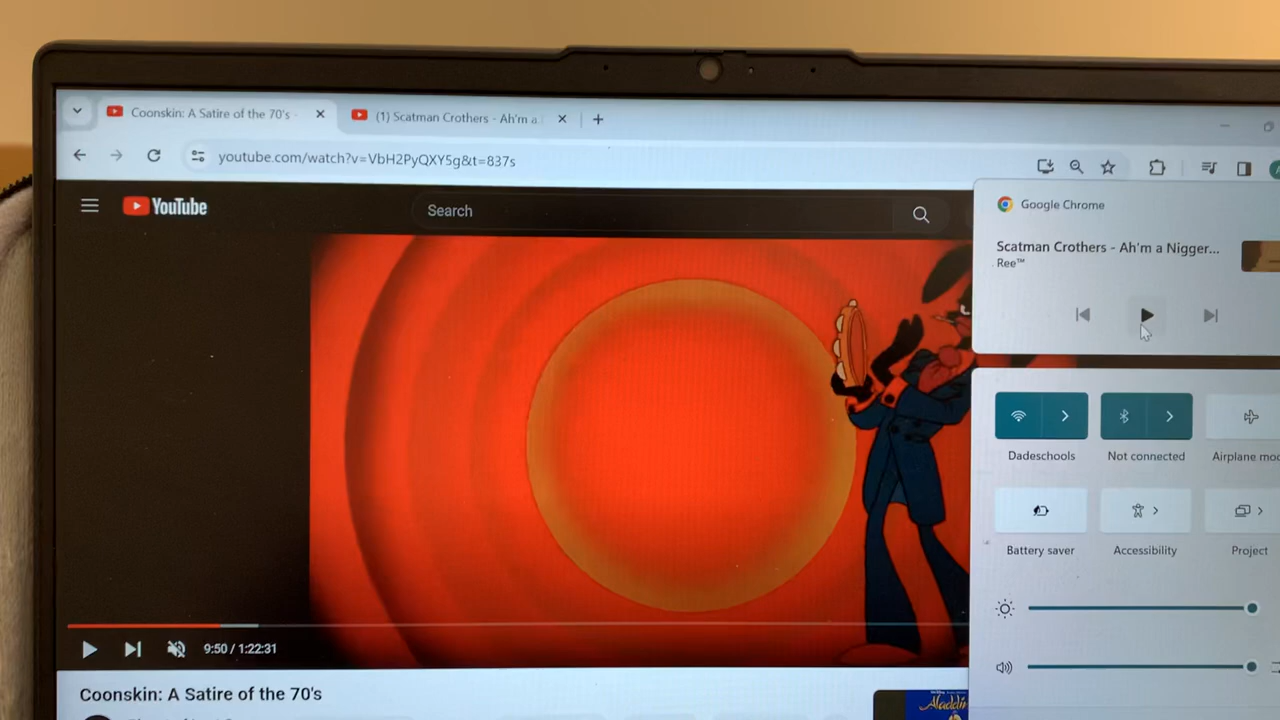 Coonskin: A Satire of the 70's
(1) Scatman Crothers - Ah'm a
youtube.com/watch?v=VbH2PyQXY5g&t=837s
YouTube
Search
Google Chrome
Scatman Crothers - Ah'm a Nigger...
Ree™
Dadeschools
Not connected
Airplane mod
Battery saver
Accessibility
Project
9:50 / 1:22:31
Coonskin: A Satire of the 70's
Aladdin